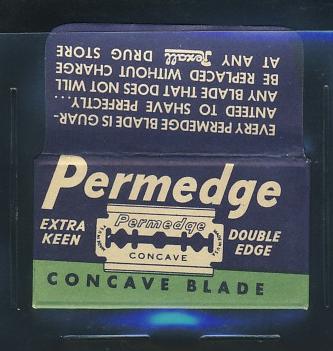 EVERY PERMEDGE BLADE IS GUAR-
ANTEED TO SHAVE PERFECTLY....
ANY BLADE THAT DOES NOT WILL
BE REPLACED WITHOUT CHARGE
AT ANY Rexall DRUG STORE
Permedge
EXTRA
KEEN
Permedge
CONCAVE
DOUBLE
EDGE
CONCAVE BLADE